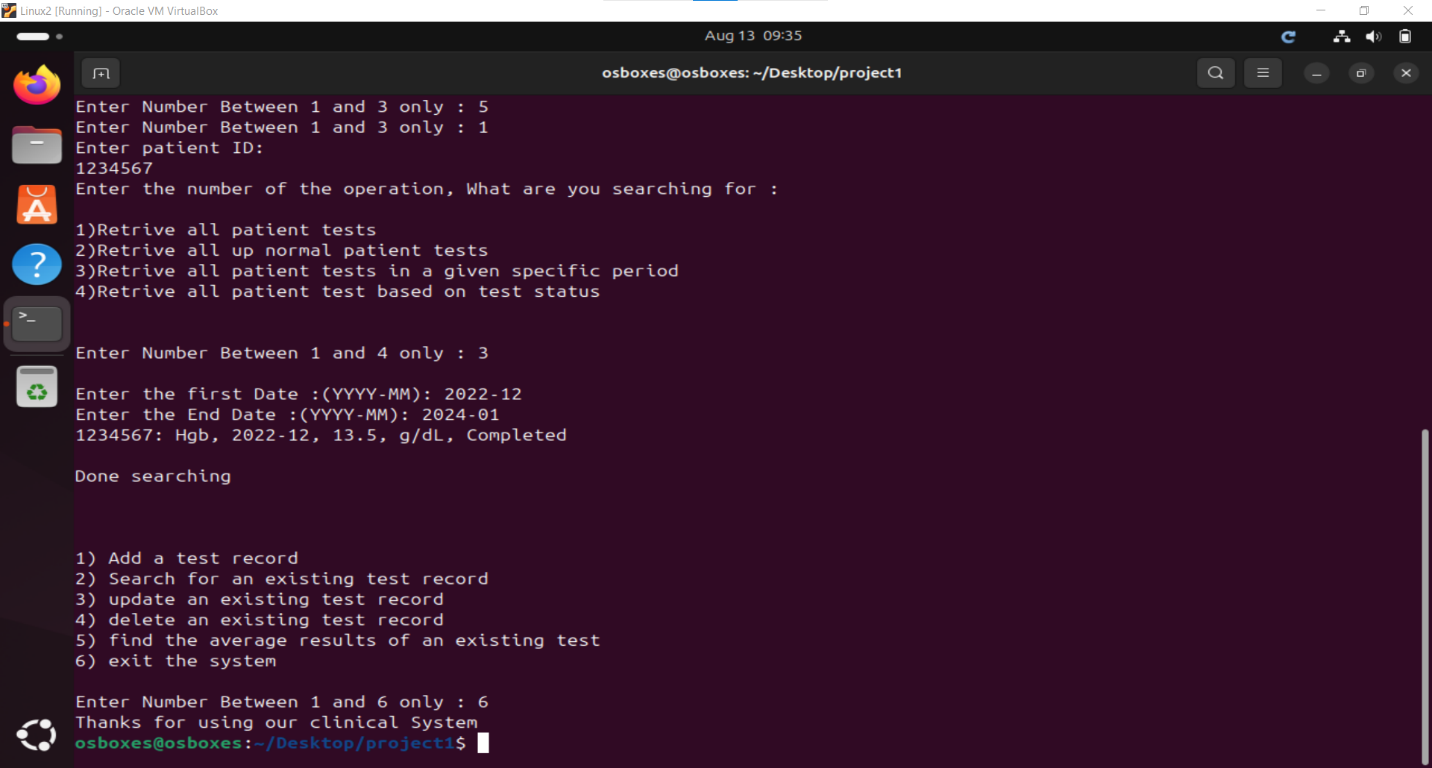 Linux2 [Running] - Oracle VM VirtualBox
Aug 13 09:35
osboxes@osboxes: ~/Desktop/project1
Enter Number Between 1 and 3 only : 5
Enter Number Between 1 and 3 only : 1
Enter patient ID:
1234567
Enter the number of the operation, What are you searching for :
1)Retrive all patient tests
2)Retrive all up normal patient tests
3)Retrive all patient tests in a given specific period
4)Retrive all patient test based on test status
Enter Number Between 1 and 4 only : 3
Enter the first Date :(YYYY-MM): 2022-12
Enter the End Date :(YYYY-MM): 2024-01
1234567: Hgb, 2022-12, 13.5, g/dL, Completed
Done searching
1) Add a test record
2) Search for an existing test record
3) update an existing test record
4) delete an existing test record
5) find the average results of an existing test
6) exit the system
Enter Number Between 1 and 6 only : 6
Thanks for using our clinical System
osboxes@osboxes:~/Desktop/project1$